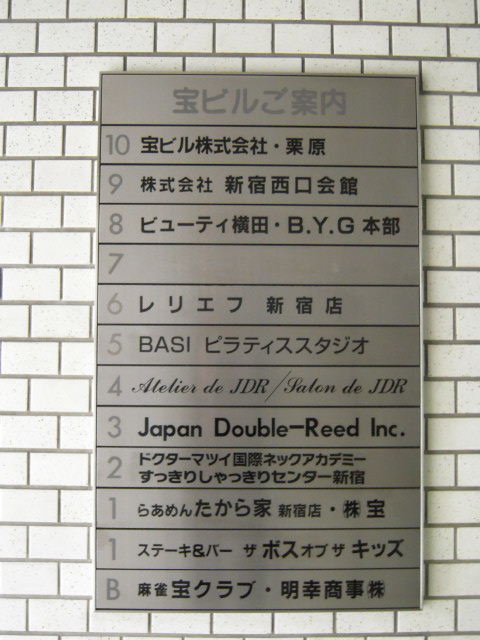 宝ビルご案内
10 宝ビル株式会社・栗原
9 株式会社 新宿西口会館
8 ビューティ横田・B.Y.G 本部
7
6 レリエフ 新宿店
5 BASI ピラティススタジオ
4 Atelier de JDR/Salon de JDR
3 Japan Double-Reed Inc.
2 ドクターマツイ国際ネックアカデミー
すっきりしゃっきりセンター新宿
1 らあめん たから家 新宿店・㈱宝
1 ステーキ&バー ザ ボス オブ ザ キッズ
B 麻雀 宝クラブ・明幸商事㈱